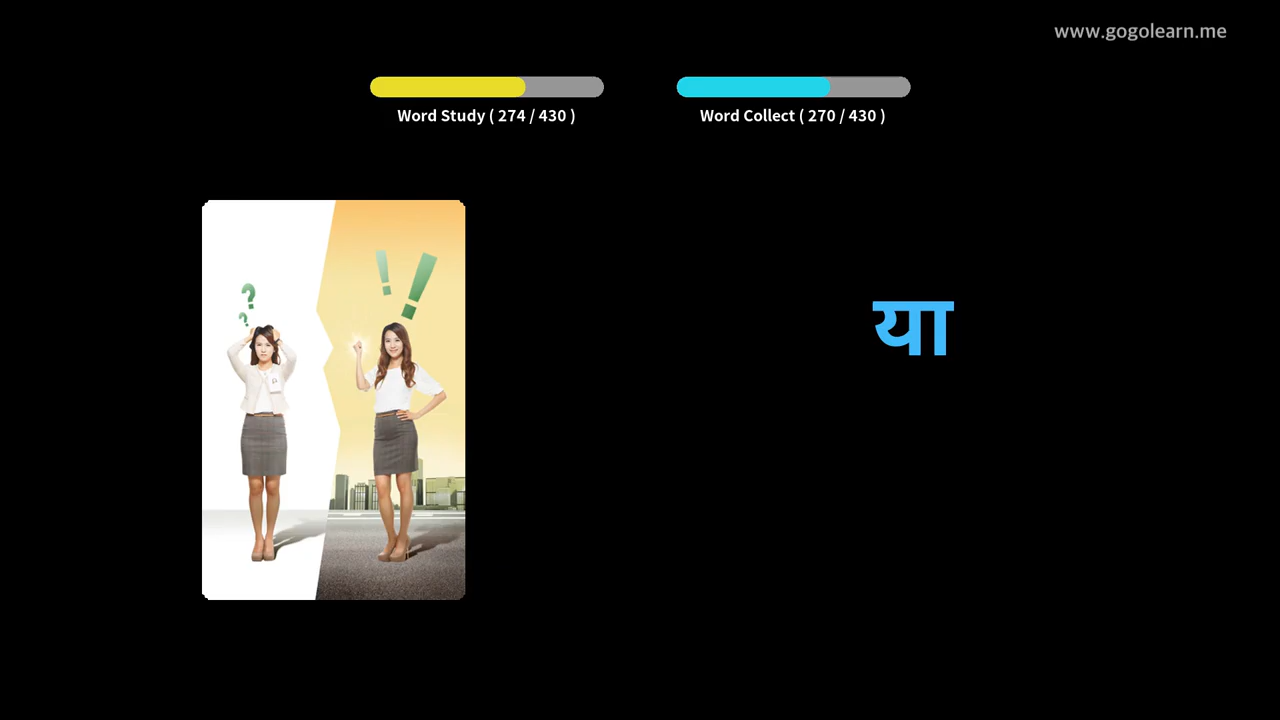 www.gogolearn.me
Word Study ( 274 / 430 )
Word Collect ( 270 / 430 )
? ! !
?
या